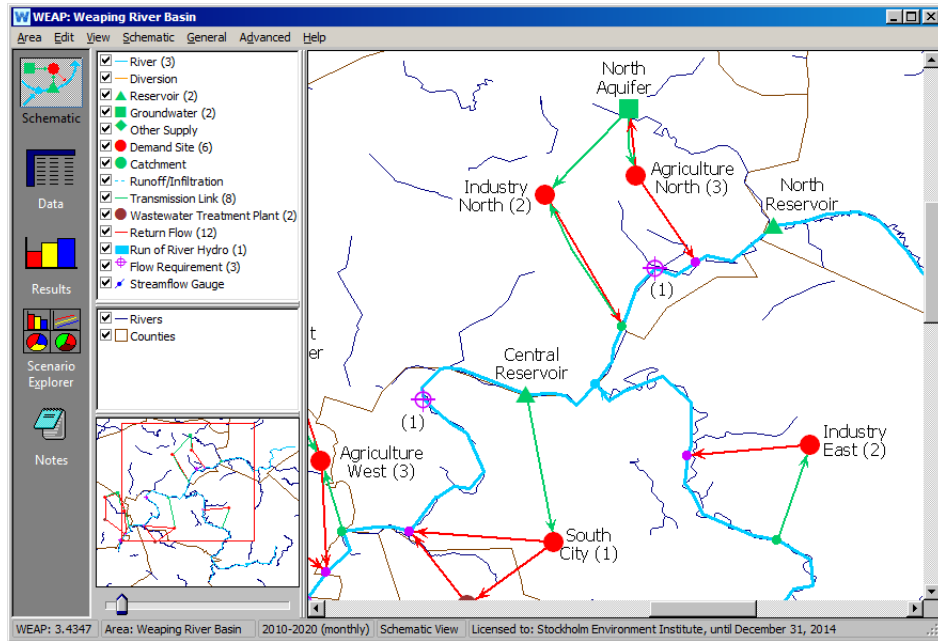 WEAP: Weaping River Basin
Area Edit View Schematic General Advanced Help
Schematic
Data
Results
Scenario
Explorer
Notes
River (3)
Diversion
Reservoir (2)
Groundwater (2)
Other Supply
Demand Site (6)
Catchment
Runoff/Infiltration
Transmission Link (8)
Wastewater Treatment Plant (2)
Return Flow (12)
Run of River Hydro (1)
Flow Requirement (3)
Streamflow Gauge
Rivers
Counties
North
Aquifer
Agriculture
North (3)
Industry
North (2)
North
Reservoir
(1)
Central
Reservoir
(1)
Agriculture
West (3)
Industry
East (2)
South
City (1)
WEAP: 3.4347 Area: Weaping River Basin 2010-2020 (monthly) Schematic View Licensed to: Stockholm Environment Institute, until December 31, 2014